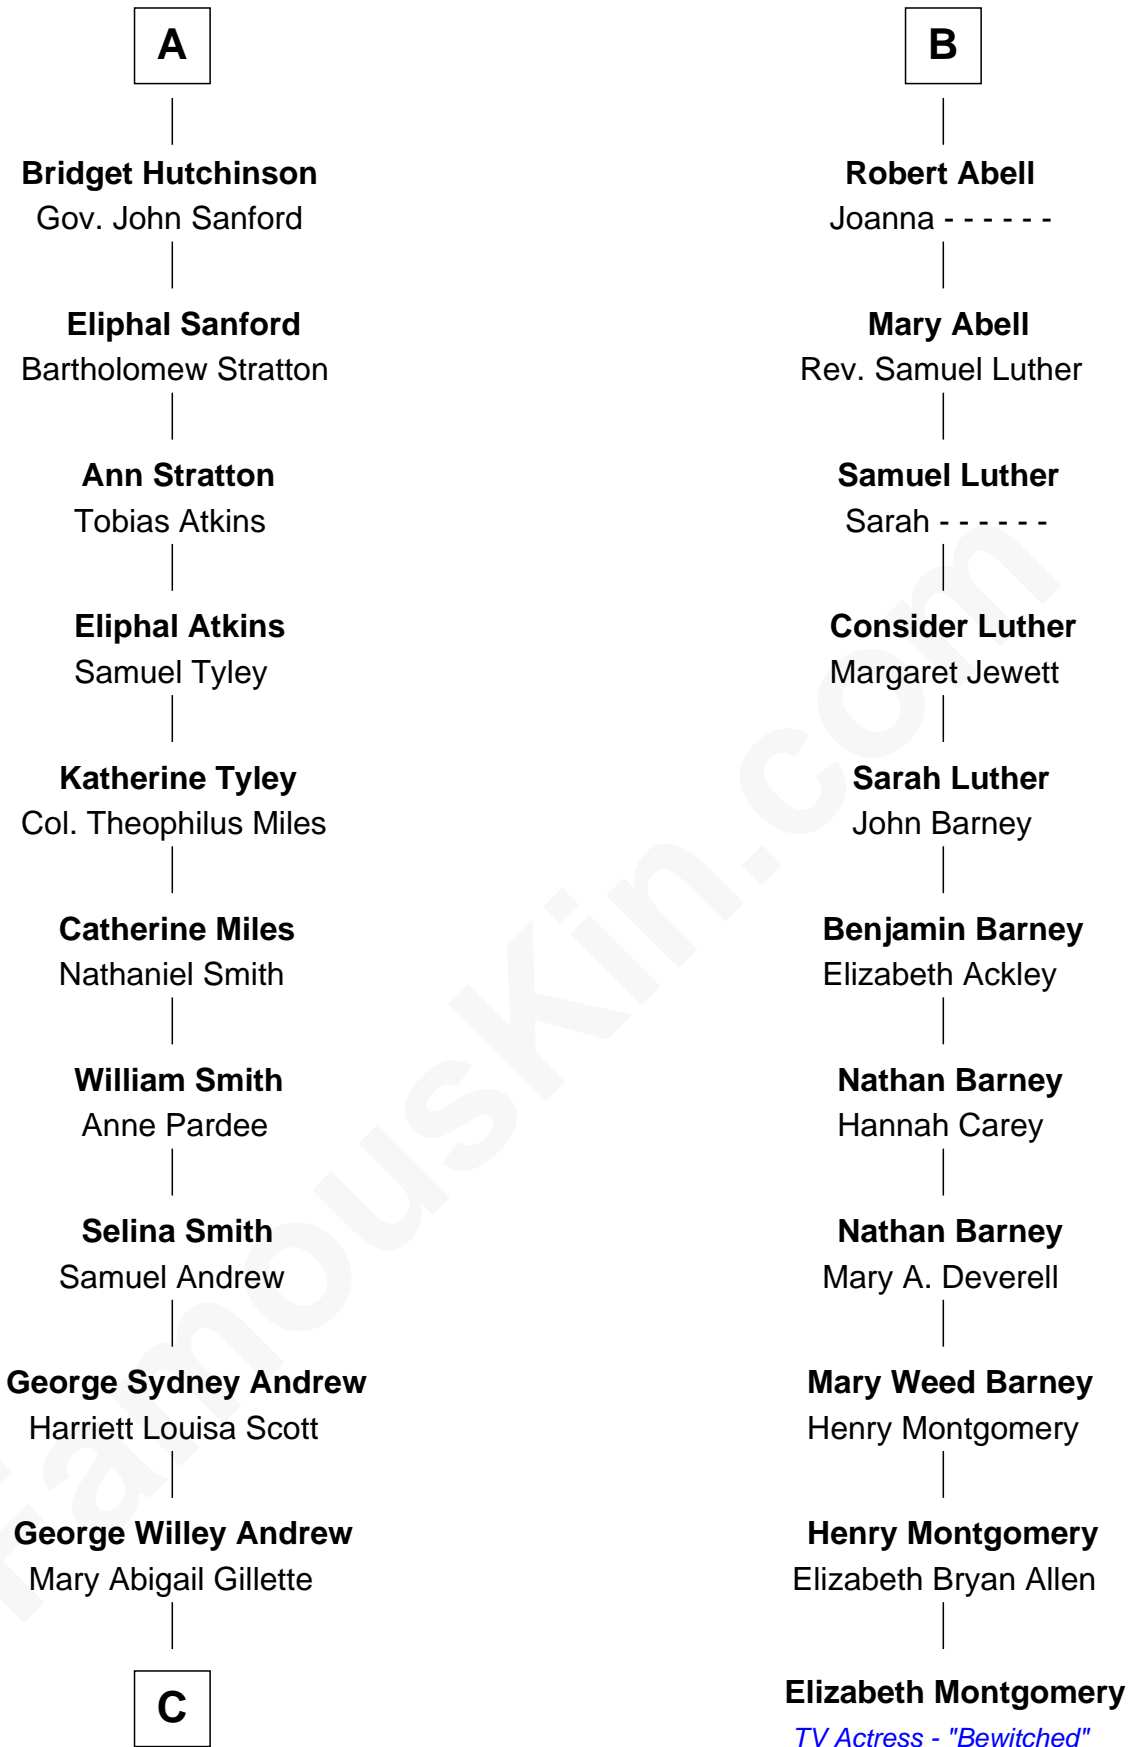 A
Bridget Hutchinson
Gov. John Sanford
Eliphal Sanford
Bartholomew Stratton
Ann Stratton
Tobias Atkins
Eliphal Atkins
Samuel Tyley
Katherine Tyley
Col. Theophilus Miles
Catherine Miles
Nathaniel Smith
William Smith
Anne Pardee
Selina Smith
Samuel Andrew
George Sydney Andrew
Harriett Louisa Scott
George Willey Andrew
Mary Abigail Gillette
C
B
Robert Abell
Joanna - - - - - -
Mary Abell
Rev. Samuel Luther
Samuel Luther
Sarah - - - - - -
Consider Luther
Margaret Jewett
Sarah Luther
John Barney
Benjamin Barney
Elizabeth Ackley
Nathan Barney
Hannah Carey
Nathan Barney
Mary A. Deverell
Mary Weed Barney
Henry Montgomery
Henry Montgomery
Elizabeth Bryan Allen
Elizabeth Montgomery
TV Actress - "Bewitched"
FamousKin.com